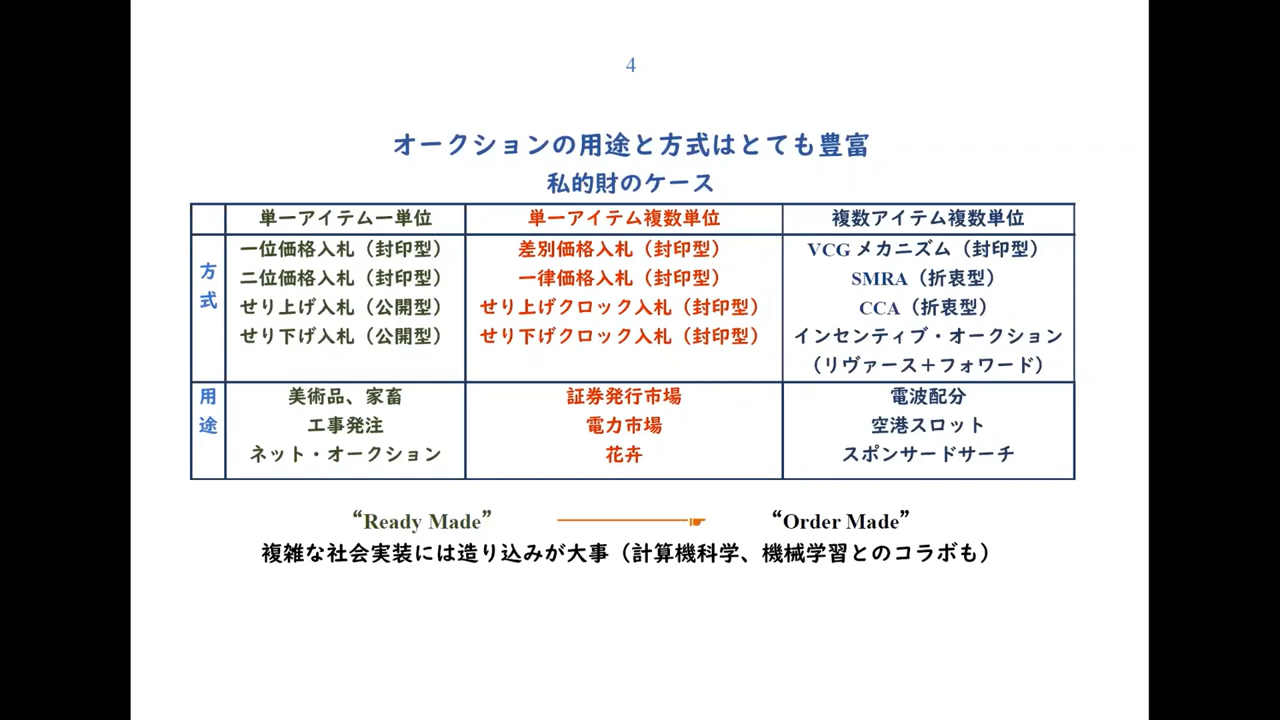 4
オークションの用途と方式はとても豊富
私的財のケース
単一アイテム一単位 単一アイテム複数単位 複数アイテム複数単位
方式
一位価格入札（封印型） 差別価格入札（封印型） VCG メカニズム（封印型）
二位価格入札（封印型） 一律価格入札（封印型） SMRA（折衷型）
せり上げ入札（公開型） せり上げクロック入札（封印型） CCA（折衷型）
せり下げ入札（公開型） せり下げクロック入札（封印型） インセンティブ・オークション
（リヴァース＋フォワード）
用途
美術品、家畜 証券発行市場 電波配分
工事発注 電力市場 空港スロット
ネット・オークション 花卉 スポンサードサーチ
“Ready Made” “Order Made”
複雑な社会実装には造り込みが大事（計算機科学、機械学習とのコラボも）